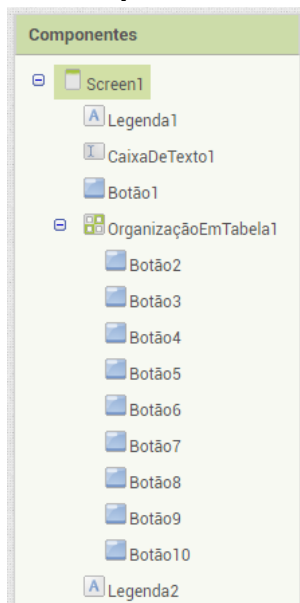 Componentes
Screen1
Legenda1
CaixaDeTexto1
Botão1
OrganizaçãoEmTabela1
Botão2
Botão3
Botão4
Botão5
Botão6
Botão7
Botão8
Botão9
Botão10
Legenda2